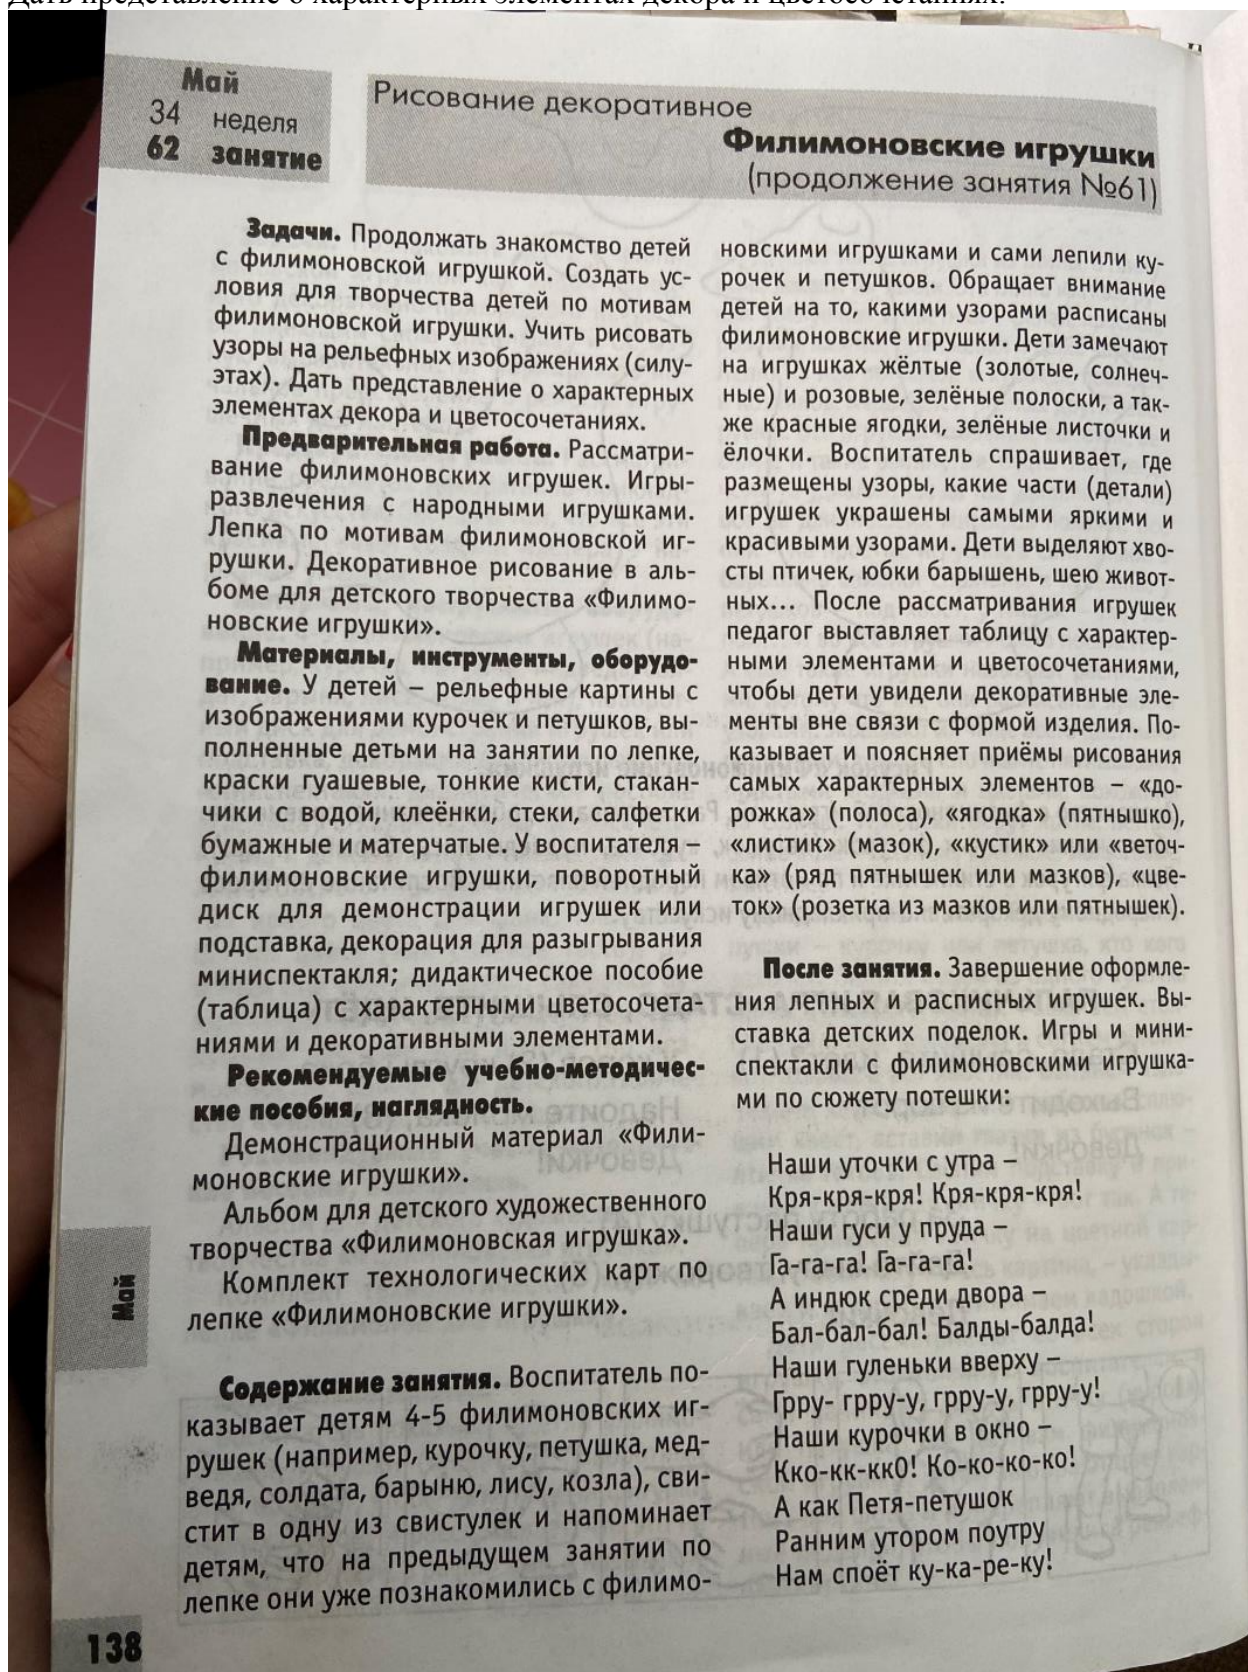 Дать представление о характерных элементах декора и цветосочетаниях.
Май
34 неделя
62 занятие
Рисование декоративное
Филимоновские игрушки
(продолжение занятия №61)
Задачи. Продолжать знакомство детей
с филимоновской игрушкой. Создать ус-
ловия для творчества детей по мотивам
филимоновской игрушки. Учить рисовать
узоры на рельефных изображениях (силу-
этах). Дать представление о характерных
элементах декора и цветосочетаниях.
Предварительная работа. Рассматри-
вание филимоновских игрушек. Игры-
развлечения с народными игрушками.
Лепка по мотивам филимоновской иг-
рушки. Декоративное рисование в аль-
боме для детского творчества «Филимо-
новские игрушки».
Материалы, инструменты, оборудо-
вание. У детей – рельефные картины с
изображениями курочек и петушков, вы-
полненные детьми на занятии по лепке,
краски гуашевые, тонкие кисти, стакан-
чики с водой, клеёнки, стеки, салфетки
бумажные и матерчатые. У воспитателя –
филимоновские игрушки, поворотный
диск для демонстрации игрушек или
подставка, декорация для разыгрывания
миниспектакля; дидактическое пособие
(таблица) с характерными цветосочета-
ниями и декоративными элементами.
Рекомендуемые учебно-методичес-
кие пособия, наглядность.
Демонстрационный материал «Фили-
моновские игрушки».
Альбом для детского художественного
творчества «Филимоновская игрушка».
Комплект технологических карт по
лепке «Филимоновские игрушки».
Содержание занятия. Воспитатель по-
казывает детям 4-5 филимоновских иг-
рушек (например, курочку, петушка, мед-
ведя, солдата, барыню, лису, козла), сви-
стит в одну из свистулек и напоминает
детям, что на предыдущем занятии по
лепке они уже познакомились с филимо-
новскими игрушками и сами лепили ку-
рочек и петушков. Обращает внимание
детей на то, какими узорами расписаны
филимоновские игрушки. Дети замечают
на игрушках жёлтые (золотые, солнеч-
ные) и розовые, зелёные полоски, а так-
же красные ягодки, зелёные листочки и
ёлочки. Воспитатель спрашивает, где
размещены узоры, какие части (детали)
игрушек украшены самыми яркими и
красивыми узорами. Дети выделяют хво-
сты птичек, юбки барышень, шею живот-
ных... После рассматривания игрушек
педагог выставляет таблицу с характер-
ными элементами и цветосочетаниями,
чтобы дети увидели декоративные эле-
менты вне связи с формой изделия. По-
казывает и поясняет приёмы рисования
самых характерных элементов – «до-
рожка» (полоса), «ягодка» (пятнышко),
«листик» (мазок), «кустик» или «веточ-
ка» (ряд пятнышек или мазков), «цве-
ток» (розетка из мазков или пятнышек).
После занятия. Завершение оформле-
ния лепных и расписных игрушек. Вы-
ставка детских поделок. Игры и мини-
спектакли с филимоновскими игрушка-
ми по сюжету потешки:
Наши уточки с утра –
Кря-кря-кря! Кря-кря-кря!
Наши гуси у пруда –
Га-га-га! Га-га-га!
А индюк среди двора –
Бал-бал-бал! Балды-балда!
Наши гуленьки вверху –
Грру- грру-у, грру-у, грру-у!
Наши курочки в окно –
Кко-кк-кк0! Ко-ко-ко-ко!
А как Петя-петушок
Ранним утором поутру
Нам споёт ку-ка-ре-ку!
Май
138